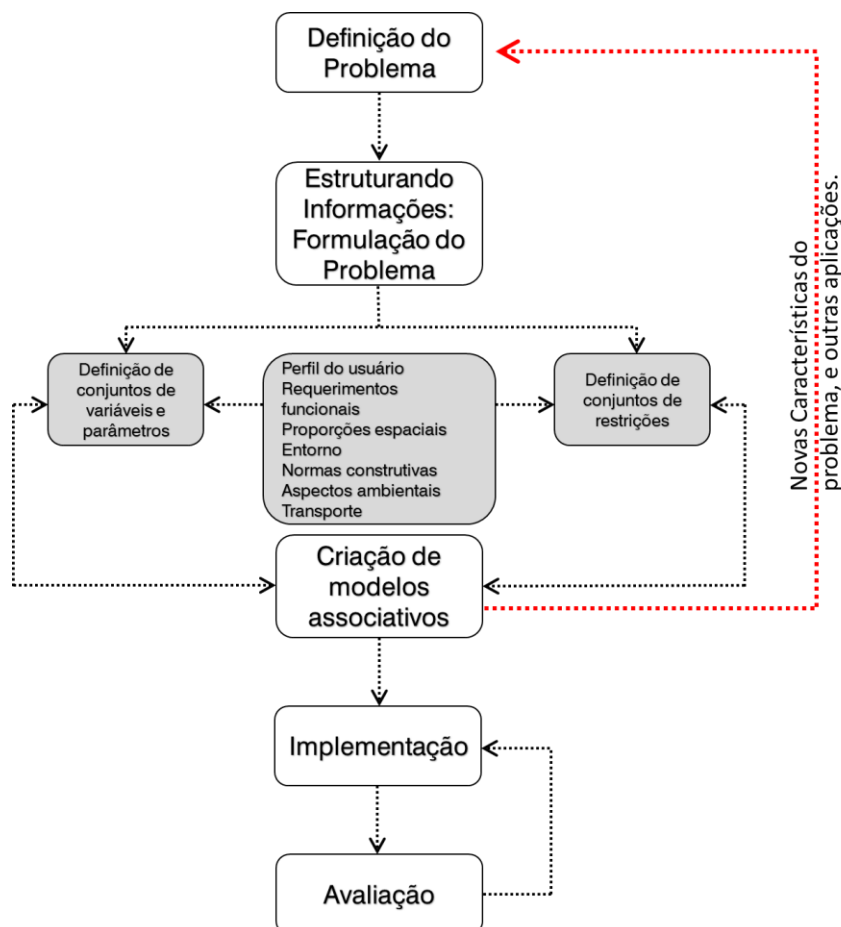 Definição do
Problema
Estruturando
Informações:
Formulação do
Problema
Definição de
conjuntos de
variáveis e
parâmetros
Perfil do usuário
Requerimentos
funcionais
Proporções espaciais
Entorno
Normas construtivas
Aspectos ambientais
Transporte
Definição de
conjuntos de
restrições
Novas Características do
problema, e outras aplicações.
Criação de
modelos
associativos
Implementação
Avaliação